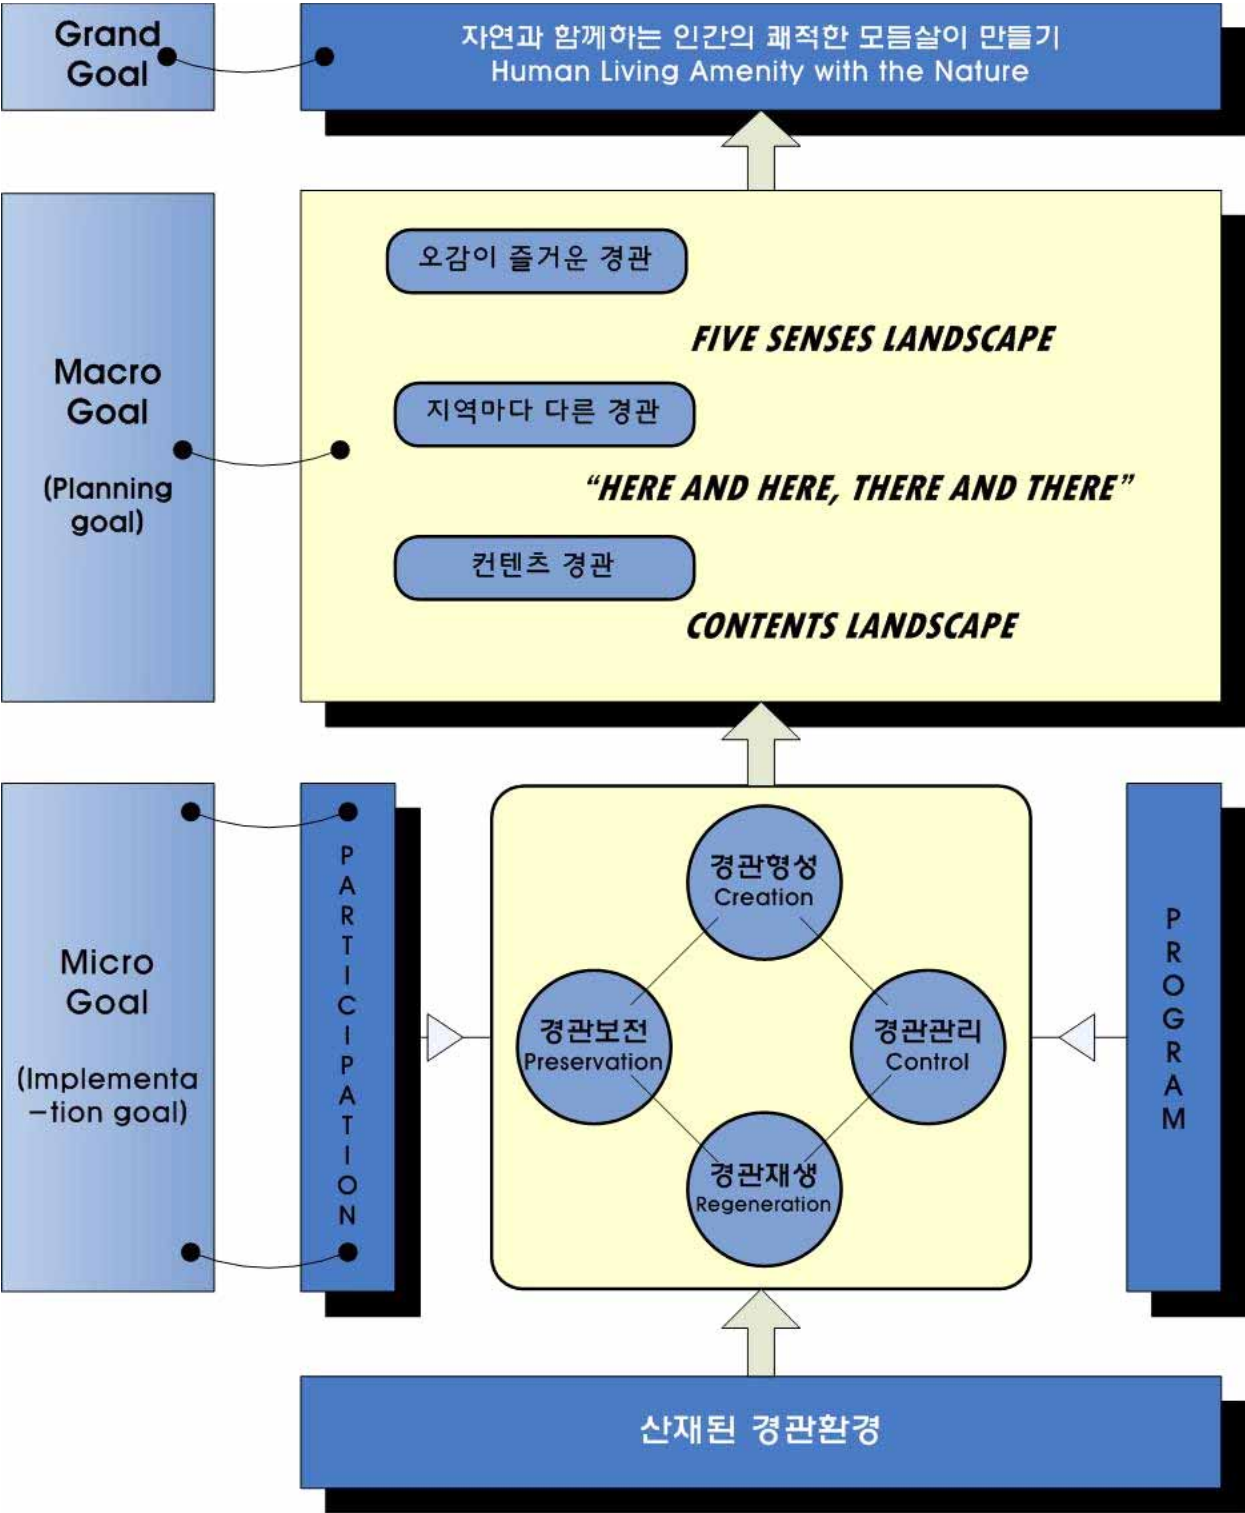 Grand
Goal
자연과 함께하는 인간의 쾌적한 모듬살이 만들기
Human Living Amenity with the Nature
Macro
Goal
(Planning
goal)
오감이 즐거운 경관
FIVE SENSES LANDSCAPE
지역마다 다른 경관
“HERE AND HERE, THERE AND THERE”
컨텐츠 경관
CONTENTS LANDSCAPE
Micro
Goal
(Implementa
-tion goal)
PARTICIPATION
경관형성
Creation
경관보전
Preservation
경관관리
Control
경관재생
Regeneration
PROGRAM
산재된 경관환경